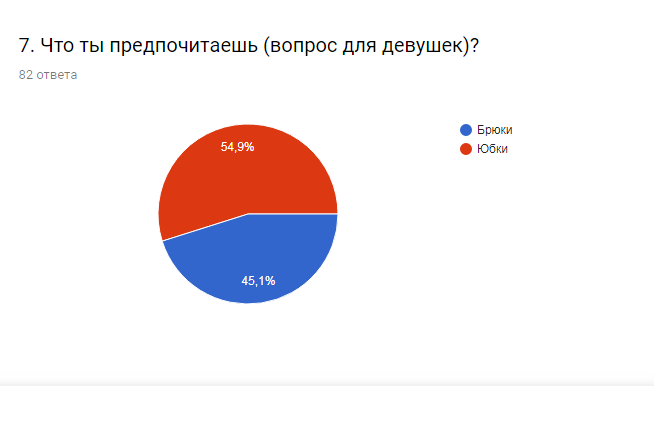 7. Что ты предпочитаешь (вопрос для девушек)?
82 ответа
54,9%
45,1%
Брюки
Юбки